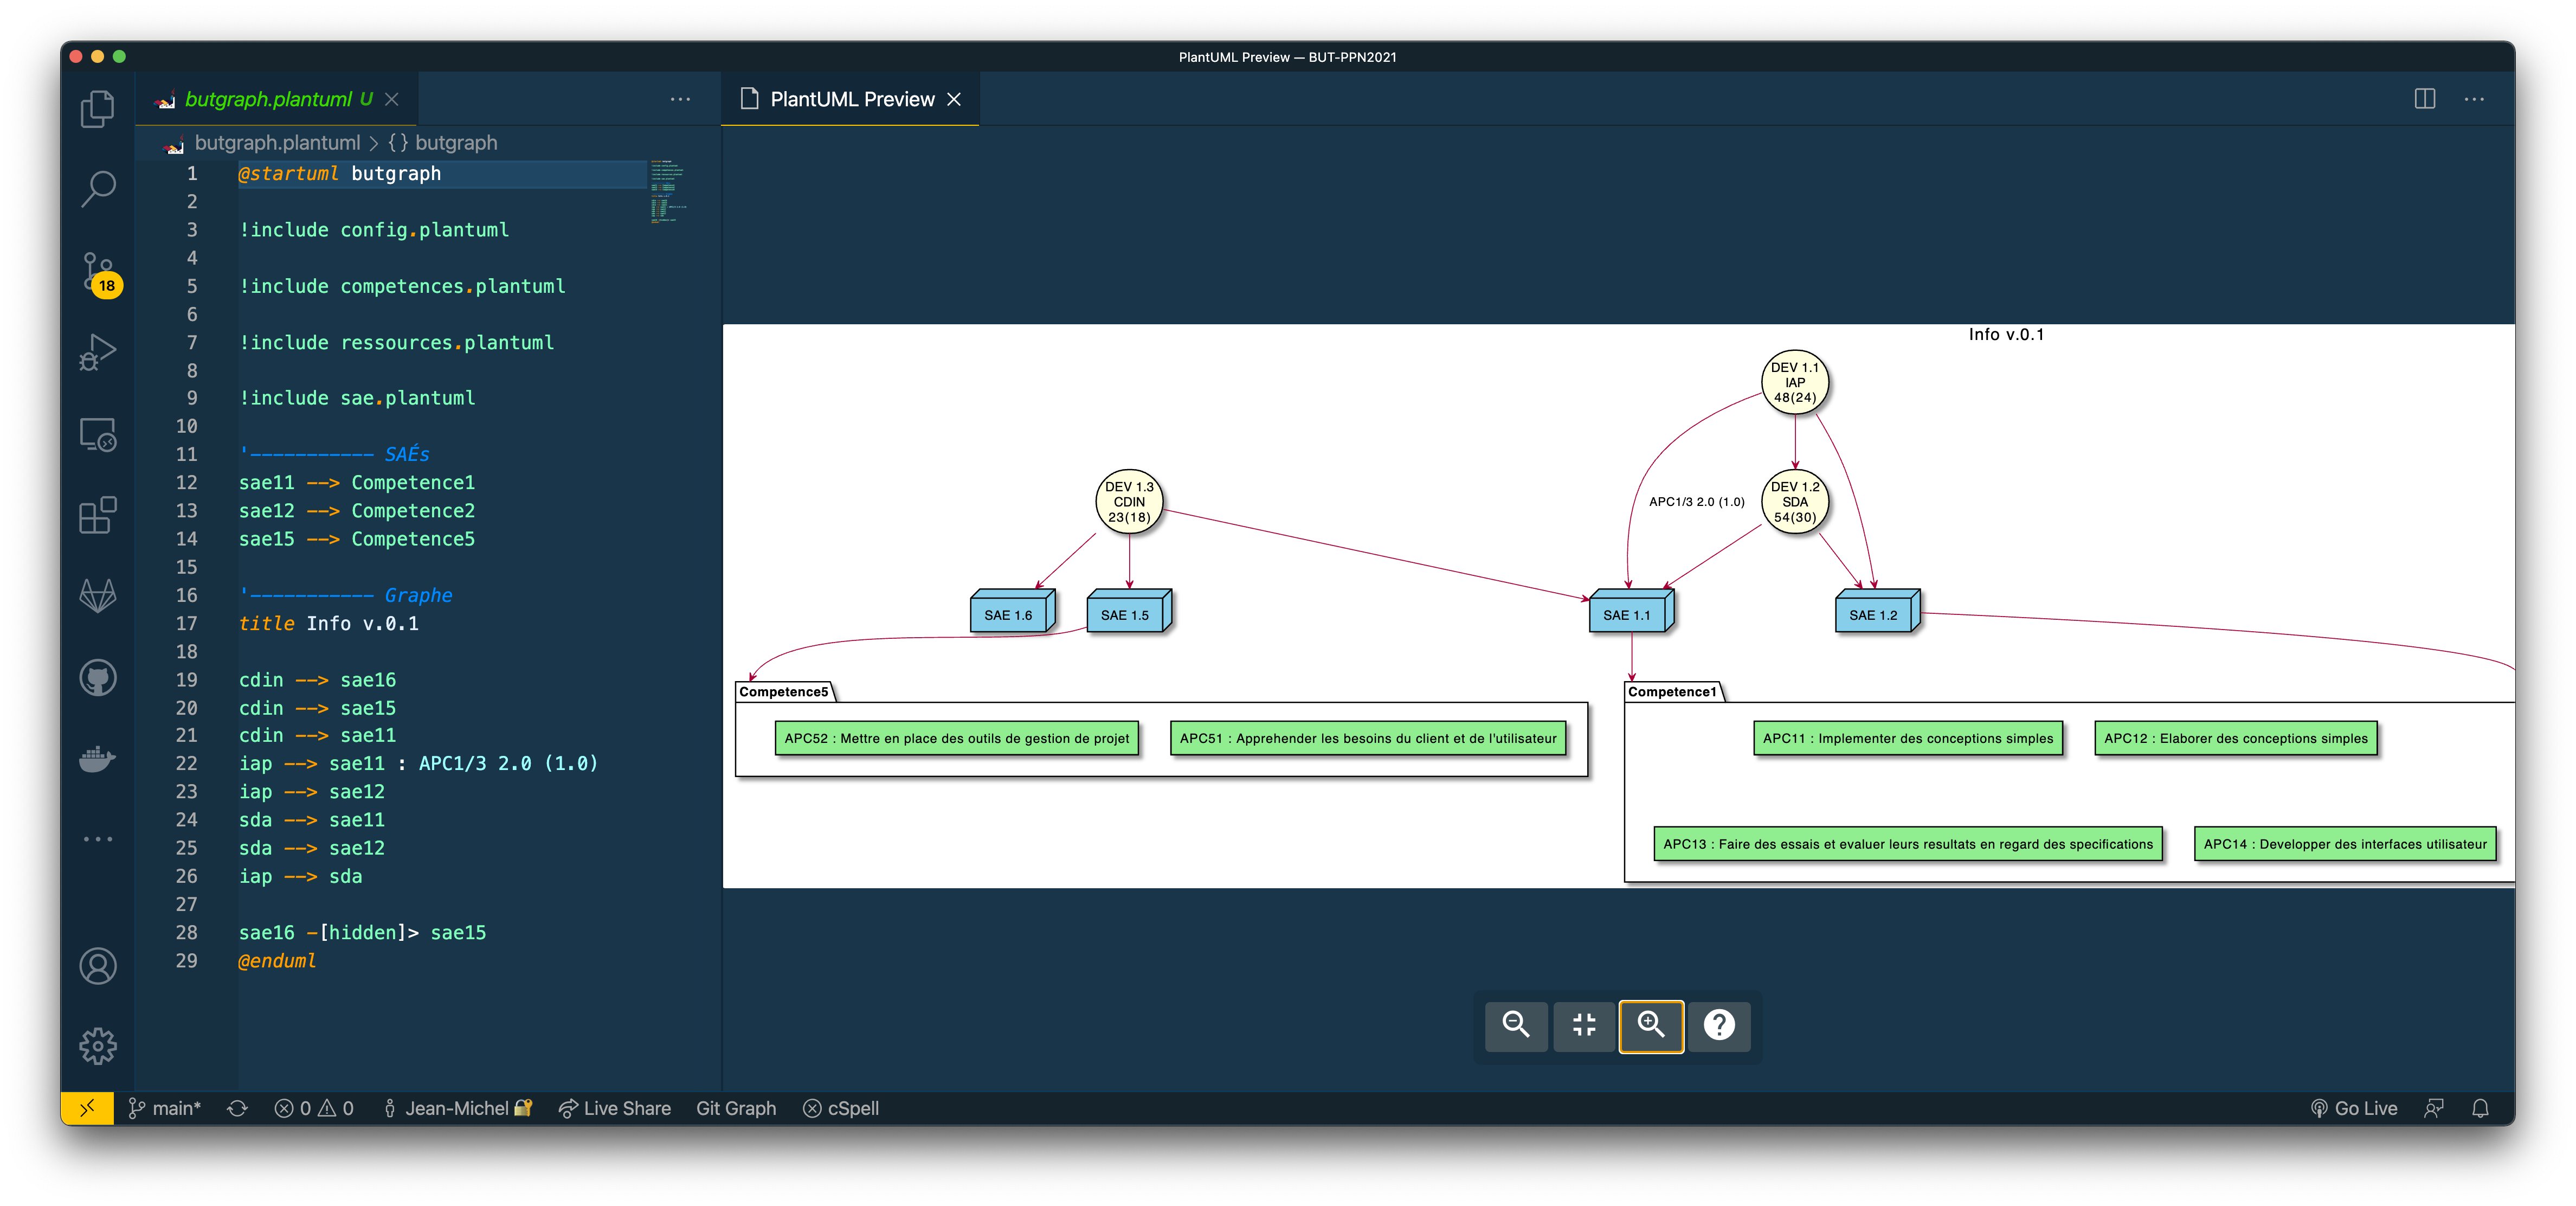 PlantUML Preview — BUT-PPN2021
butgraph.plantuml U
PlantUML Preview
butgraph.plantuml > {} butgraph
1 @startuml butgraph
2
3 !include config.plantuml
4
5 !include competences.plantuml
6
7 !include ressources.plantuml
8
9 !include sae.plantuml
10
11 '----------- SAÉs
12 sae11 --> Competence1
13 sae12 --> Competence2
14 sae15 --> Competence5
15
16 '----------- Graphe
17 title Info v.0.1
18
19 cdin --> sae16
20 cdin --> sae15
21 cdin --> sae11
22 iap --> sae11 : APC1/3 2.0 (1.0)
23 iap --> sae12
24 sda --> sae11
25 sda --> sae12
26 iap --> sda
27
28 sae16 -[hidden]> sae15
29 @enduml
18
Info v.0.1
DEV 1.1
IAP
48(24)
DEV 1.3
CDIN
23(18)
APC1/3 2.0 (1.0)
DEV 1.2
SDA
54(30)
SAE 1.6
SAE 1.5
SAE 1.1
SAE 1.2
Competence5
APC52 : Mettre en place des outils de gestion de projet
APC51 : Apprehender les besoins du client et de l'utilisateur
Competence1
APC11 : Implementer des conceptions simples
APC12 : Elaborer des conceptions simples
APC13 : Faire des essais et evaluer leurs resultats en regard des specifications
APC14 : Developper des interfaces utilisateur
main* 0 0 Jean-Michel Live Share Git Graph cSpell Go Live